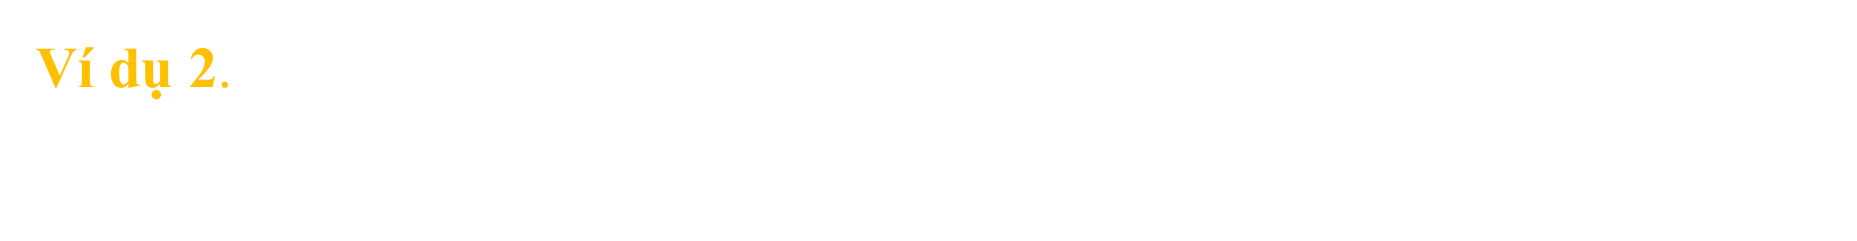 Ví dụ 2.